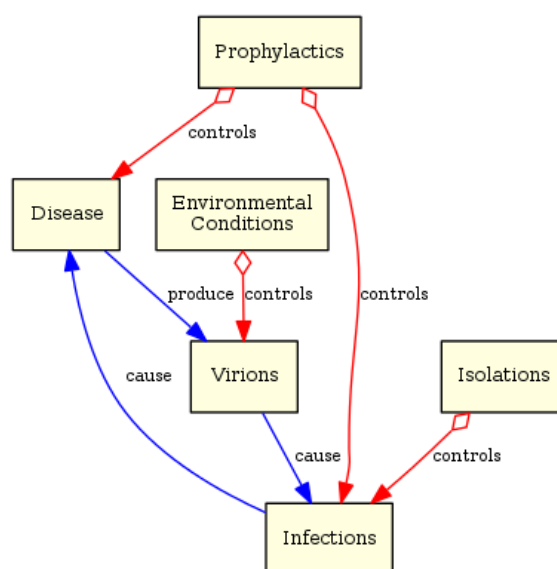 Prophylactics
controls
Disease
Environmental
Conditions
produce
controls
controls
Virions
Isolations
cause
cause
controls
Infections